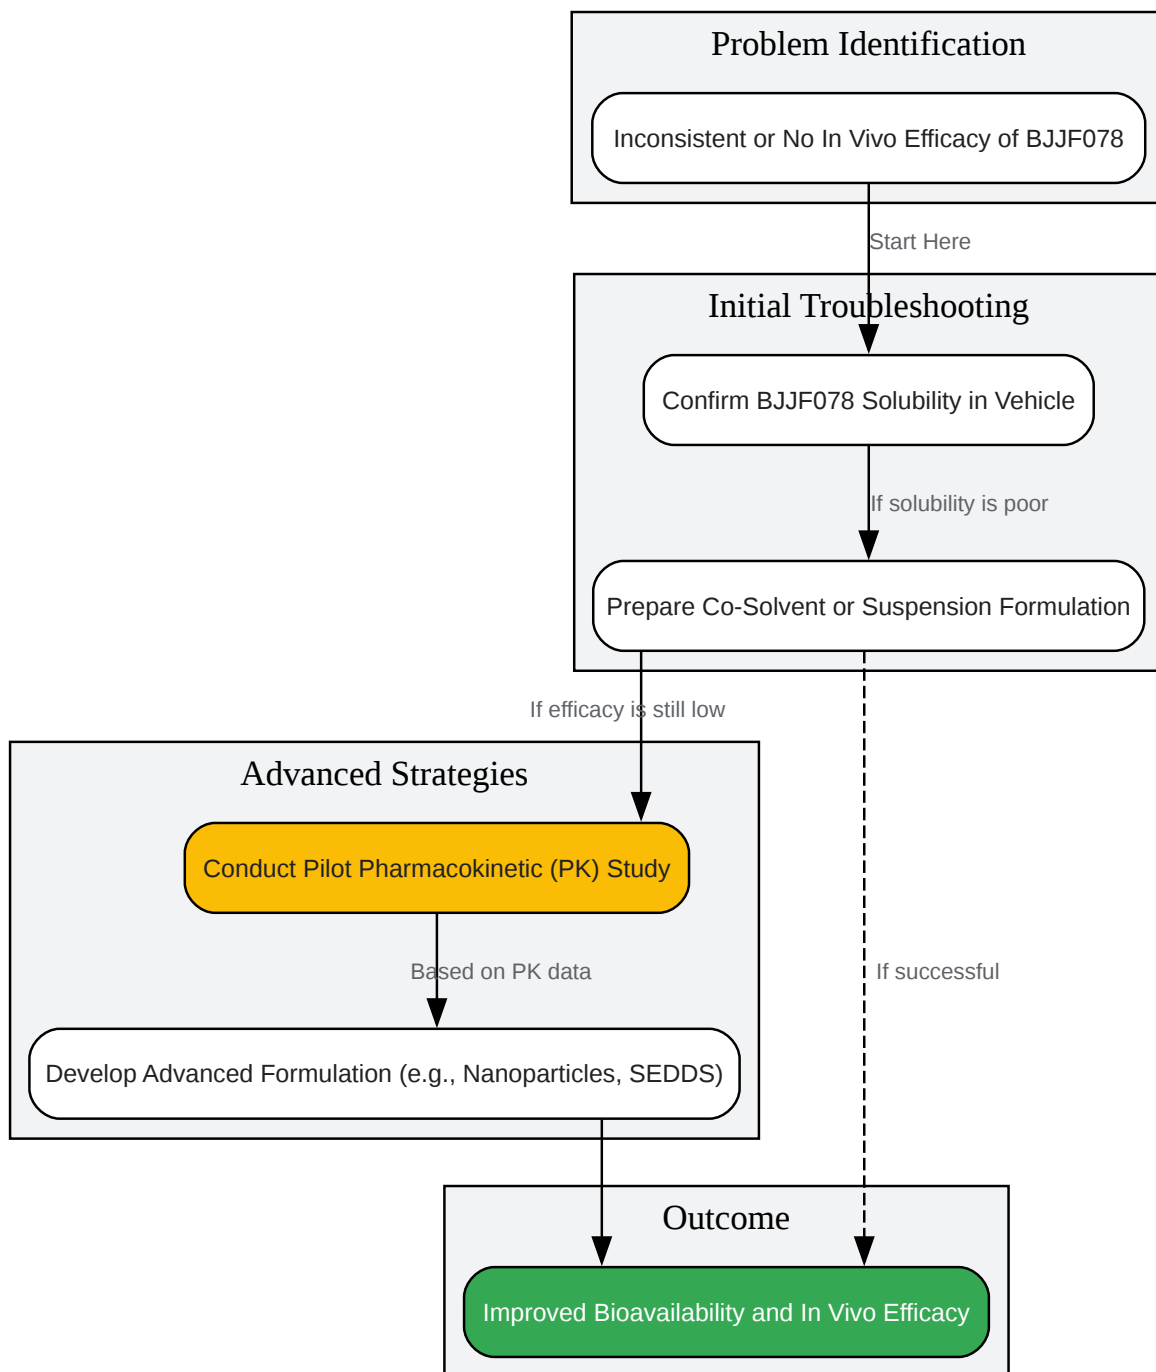 Problem Identification
Inconsistent or No In Vivo Efficacy of BJJF078
Start Here
Initial Troubleshooting
Confirm BJJF078 Solubility in Vehicle
If solubility is poor
Prepare Co-Solvent or Suspension Formulation
If efficacy is still low
Advanced Strategies
Conduct Pilot Pharmacokinetic (PK) Study
Based on PK data
If successful
Develop Advanced Formulation (e.g., Nanoparticles, SEDDS)
Outcome
Improved Bioavailability and In Vivo Efficacy